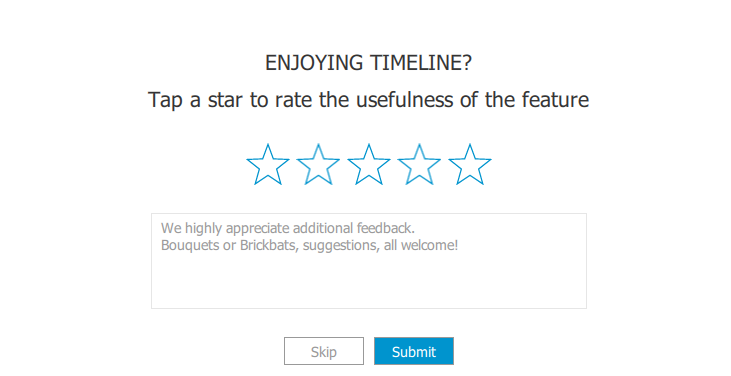 ENJOYING TIMELINE?
Tap a star to rate the usefulness of the feature
We highly appreciate additional feedback.
Bouquets or Brickbats, suggestions, all welcome!
Skip
Submit